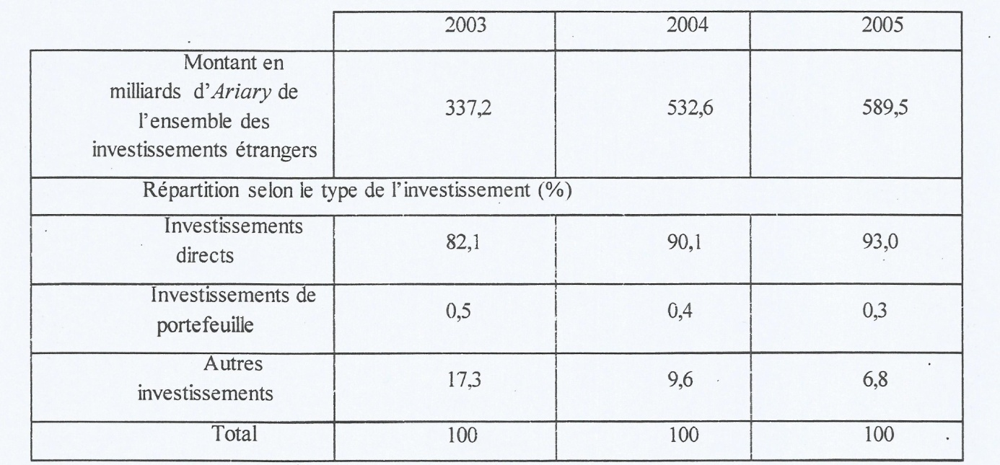 2003 2004 2005
Montant en
milliards d'Ariary de
l'ensemble des
investissements étrangers
337,2 532,6 589,5
Répartition selon le type de l'investissement (%)
Investissements
directs
82,1 90,1 93,0
Investissements de
portefeuille
0,5 0,4 0,3
Autres
investissements
17,3 9,6 6,8
Total 100 100 100